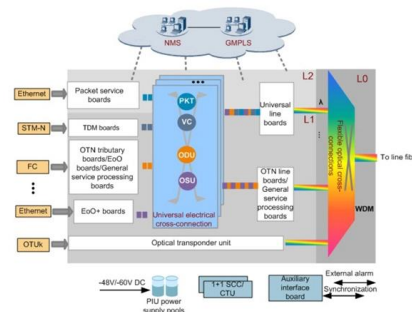 NMS
GMPLS
L2
L0
Ethernet
Packet service
boards
PKT
Universal
line
boards
λ
L1
STM-N
TDM boards
VC
FC
OTN tributary
boards/EoO
boards/General
service processing
boards
ODU
OSU
Flexible optical cross-
connections
To line fib
OTN line
boards/
General
service
processing
boards
WDM
Ethernet
EoO+ boards
Universal electrical
cross-connection
OTUk
Optical transponder unit
-48V/-60V DC
PIU power
supply pools
1+1 SCC/
CTU
Auxiliary
interface
board
External alarm
Synchronization